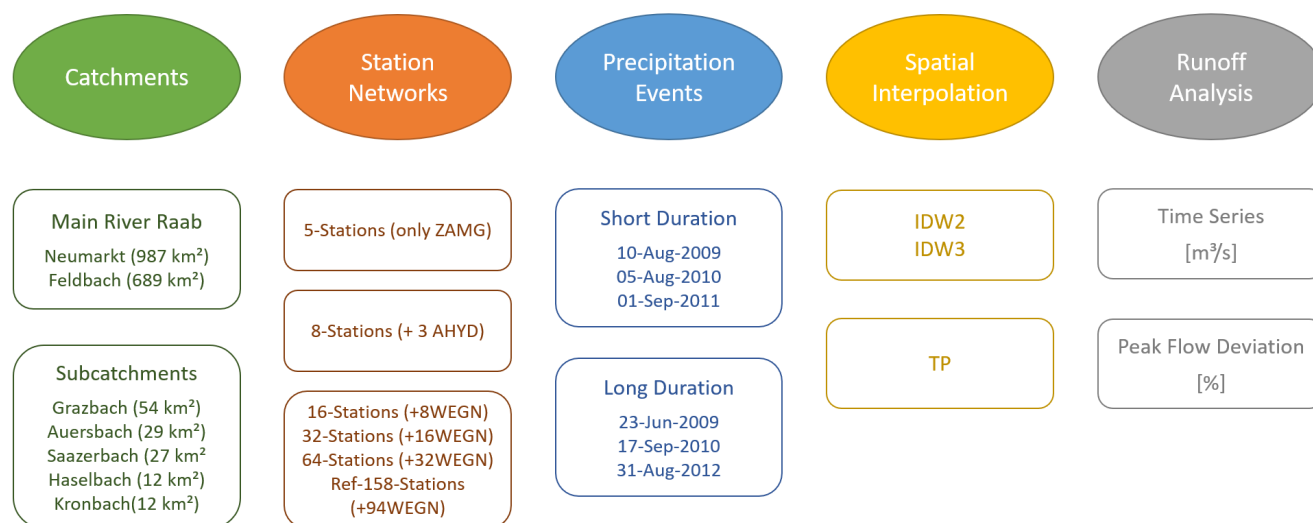 Catchments
Station
Networks
Precipitation
Events
Spatial
Interpolation
Runoff
Analysis
Main River Raab
Neumarkt (987 km²)
Feldbach (689 km²)
Subcatchments
Grazbach (54 km²)
Auersbach (29 km²)
Saazerbach (27 km²
Haselbach (12 km²)
Kronbach(12 km²)
5-Stations (only ZAMG)
8-Stations (+ 3 AHYD)
16-Stations (+8WEGN)
32-Stations (+16WEGN)
64-Stations (+32WEGN)
Ref-158-Stations
(+94WEGN)
Short Duration
10-Aug-2009
05-Aug-2010
01-Sep-2011
Long Duration
23-Jun-2009
17-Sep-2010
31-Aug-2012
IDW2
IDW3
TP
Time Series
[m³/s]
Peak Flow Deviation
[%]